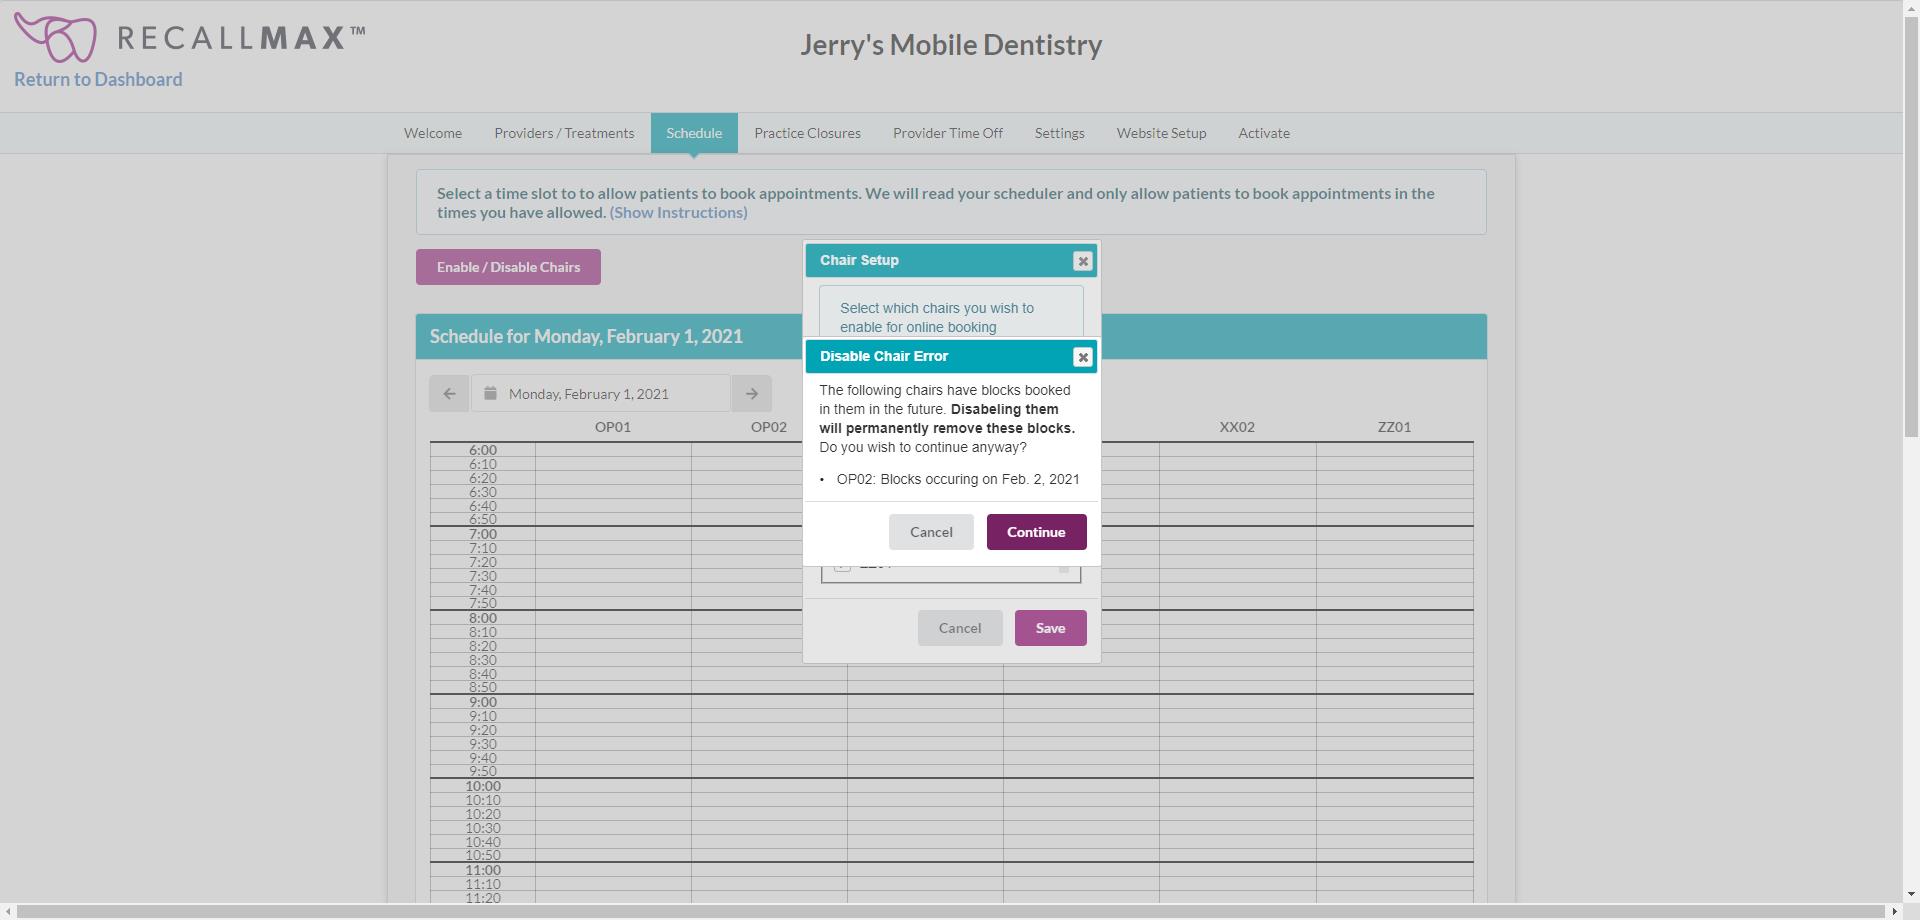 RECALLMAX™
Jerry's Mobile Dentistry
Return to Dashboard
Welcome
Providers / Treatments
Schedule
Practice Closures
Provider Time Off
Settings
Website Setup
Activate
Select a time slot to to allow patients to book appointments. We will read your scheduler and only allow patients to book appointments in the
times you have allowed. (Show Instructions)
Enable / Disable Chairs
Chair Setup
Select which chairs you wish to
enable for online booking
Schedule for Monday, February 1, 2021
Disable Chair Error
The following chairs have blocks booked
in them in the future. Disabeling them
will permanently remove these blocks.
Do you wish to continue anyway?
• OP02: Blocks occuring on Feb. 2, 2021
Cancel
Continue
Cancel
Save
Monday, February 1, 2021
OP01
OP02
XX02
ZZ01
6:00
6:10
6:20
6:30
6:40
6:50
7:00
7:10
7:20
7:30
7:40
7:50
8:00
8:10
8:20
8:30
8:40
8:50
9:00
9:10
9:20
9:30
9:40
9:50
10:00
10:10
10:20
10:30
10:40
10:50
11:00
11:10
11:20